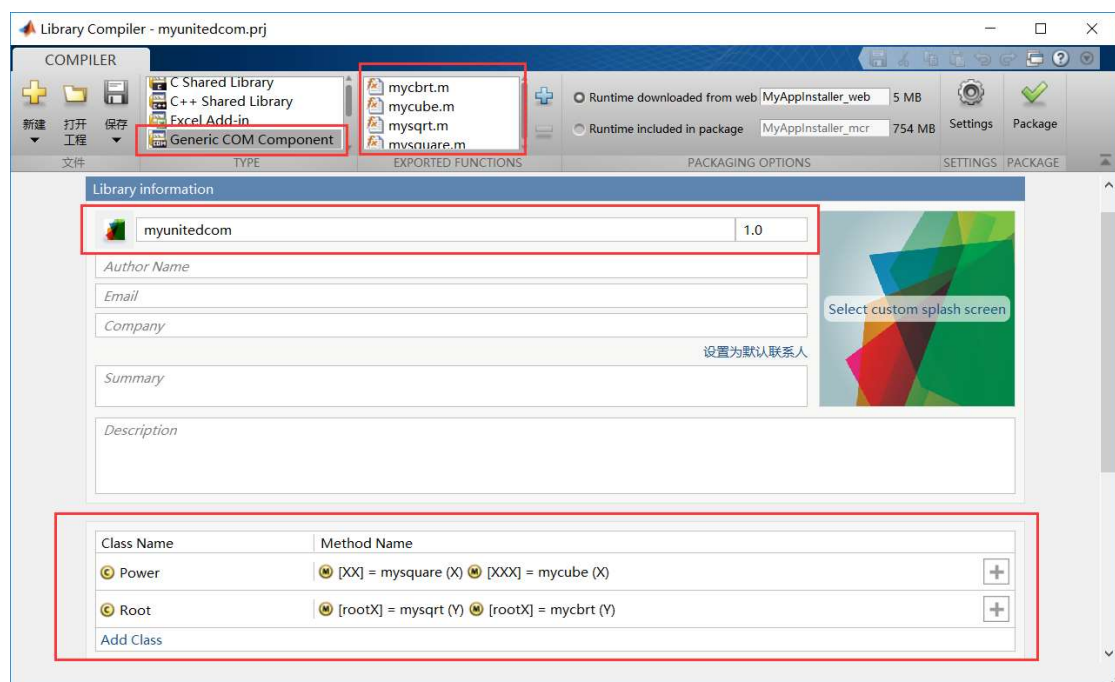 Library Compiler - myunitedcom.prj
COMPILER
新建
打开
工程
保存
文件
C Shared Library
C++ Shared Library
Excel Add-in
Generic COM Component
TYPE
mycbrt.m
mycube.m
mysqrt.m
mysquare.m
EXPORTED FUNCTIONS
Runtime downloaded from web MyAppInstaller_web 5 MB
Runtime included in package MyAppInstaller_mcr 754 MB
PACKAGING OPTIONS
Settings
SETTINGS
Package
PACKAGE
Library information
myunitedcom 1.0
Author Name
Email
Company
设置为默认联系人
Summary
Description
Select custom splash screen
Class Name Method Name
C Power M [XX] = mysquare (X) M [XXX] = mycube (X)
C Root M [rootX] = mysqrt (Y) M [rootX] = mycbrt (Y)
Add Class